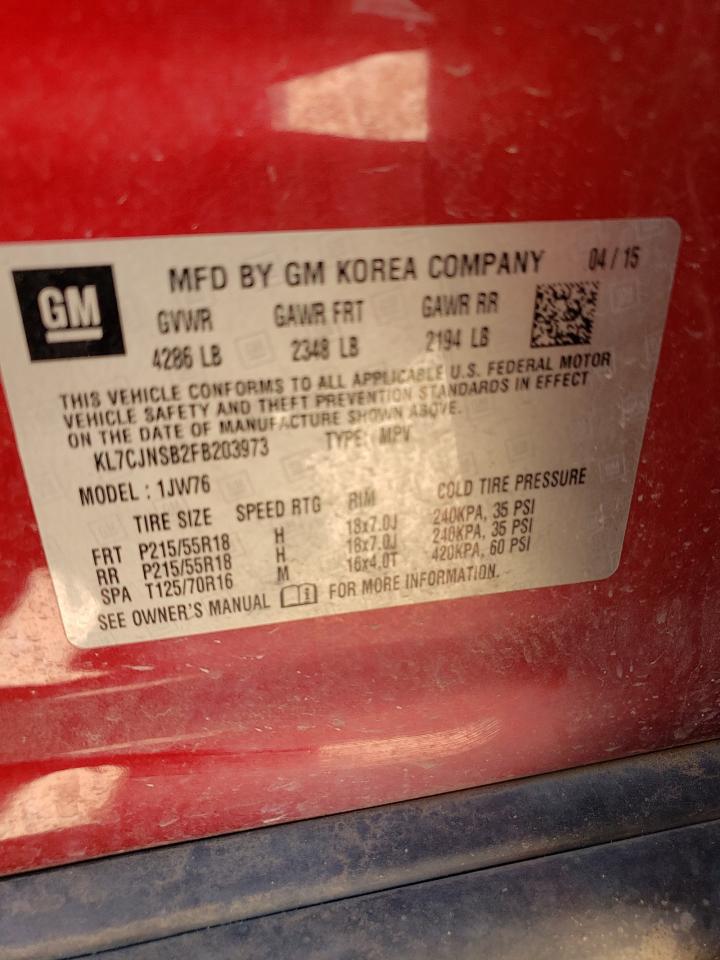 GM
MFD BY GM KOREA COMPANY 04 / 15
GVWR GAWR FRT GAWR RR
4286 LB 2348 LB 2194 LB
THIS VEHICLE CONFORMS TO ALL APPLICABLE U.S. FEDERAL MOTOR
VEHICLE SAFETY AND THEFT PREVENTION STANDARDS IN EFFECT
ON THE DATE OF MANUFACTURE SHOWN ABOVE.
KL7CJNSB2FB203973 TYPE: MPV
MODEL : 1JW76
TIRE SIZE SPEED RTG RIM COLD TIRE PRESSURE
FRT P215/55R18 H 18x7.0J 240KPA, 35 PSI
RR P215/55R18 H 18x7.0J 240KPA, 35 PSI
SPA T125/70R16 M 16x4.0T 420KPA, 60 PSI
SEE OWNER'S MANUAL FOR MORE INFORMATION.